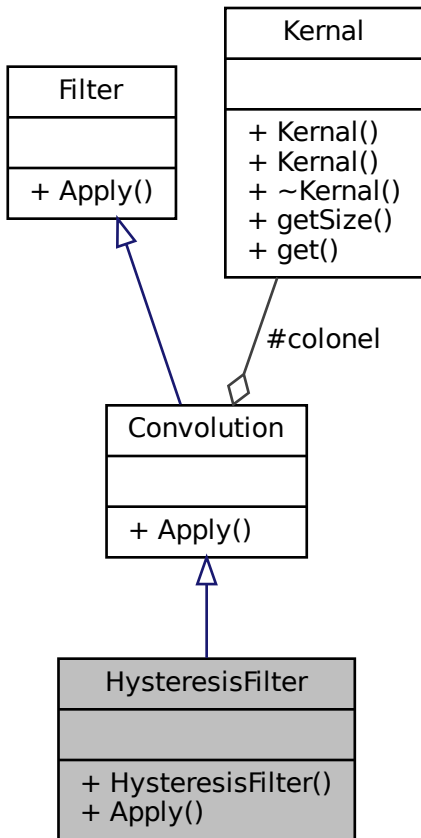 Kernal
+ Kernal()
+ Kernal()
+ ~Kernal()
+ getSize()
+ get()
Filter
+ Apply()
#colonel
Convolution
+ Apply()
HysteresisFilter
+ HysteresisFilter()
+ Apply()